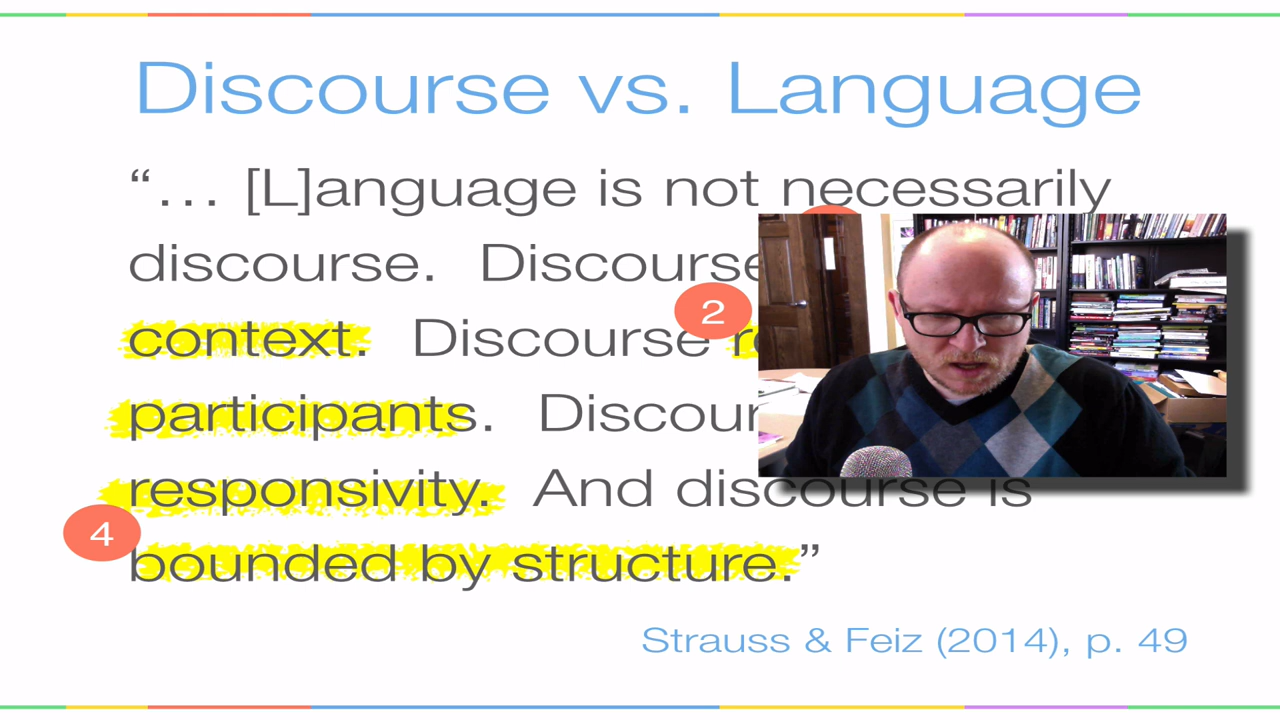 Discourse vs. Language
“… [L]anguage is not necessarily
discourse. Discourse
2
context. Discourse
participants. Discour
responsivity. And discourse is
4
bounded by structure.”
Strauss & Feiz (2014), p. 49